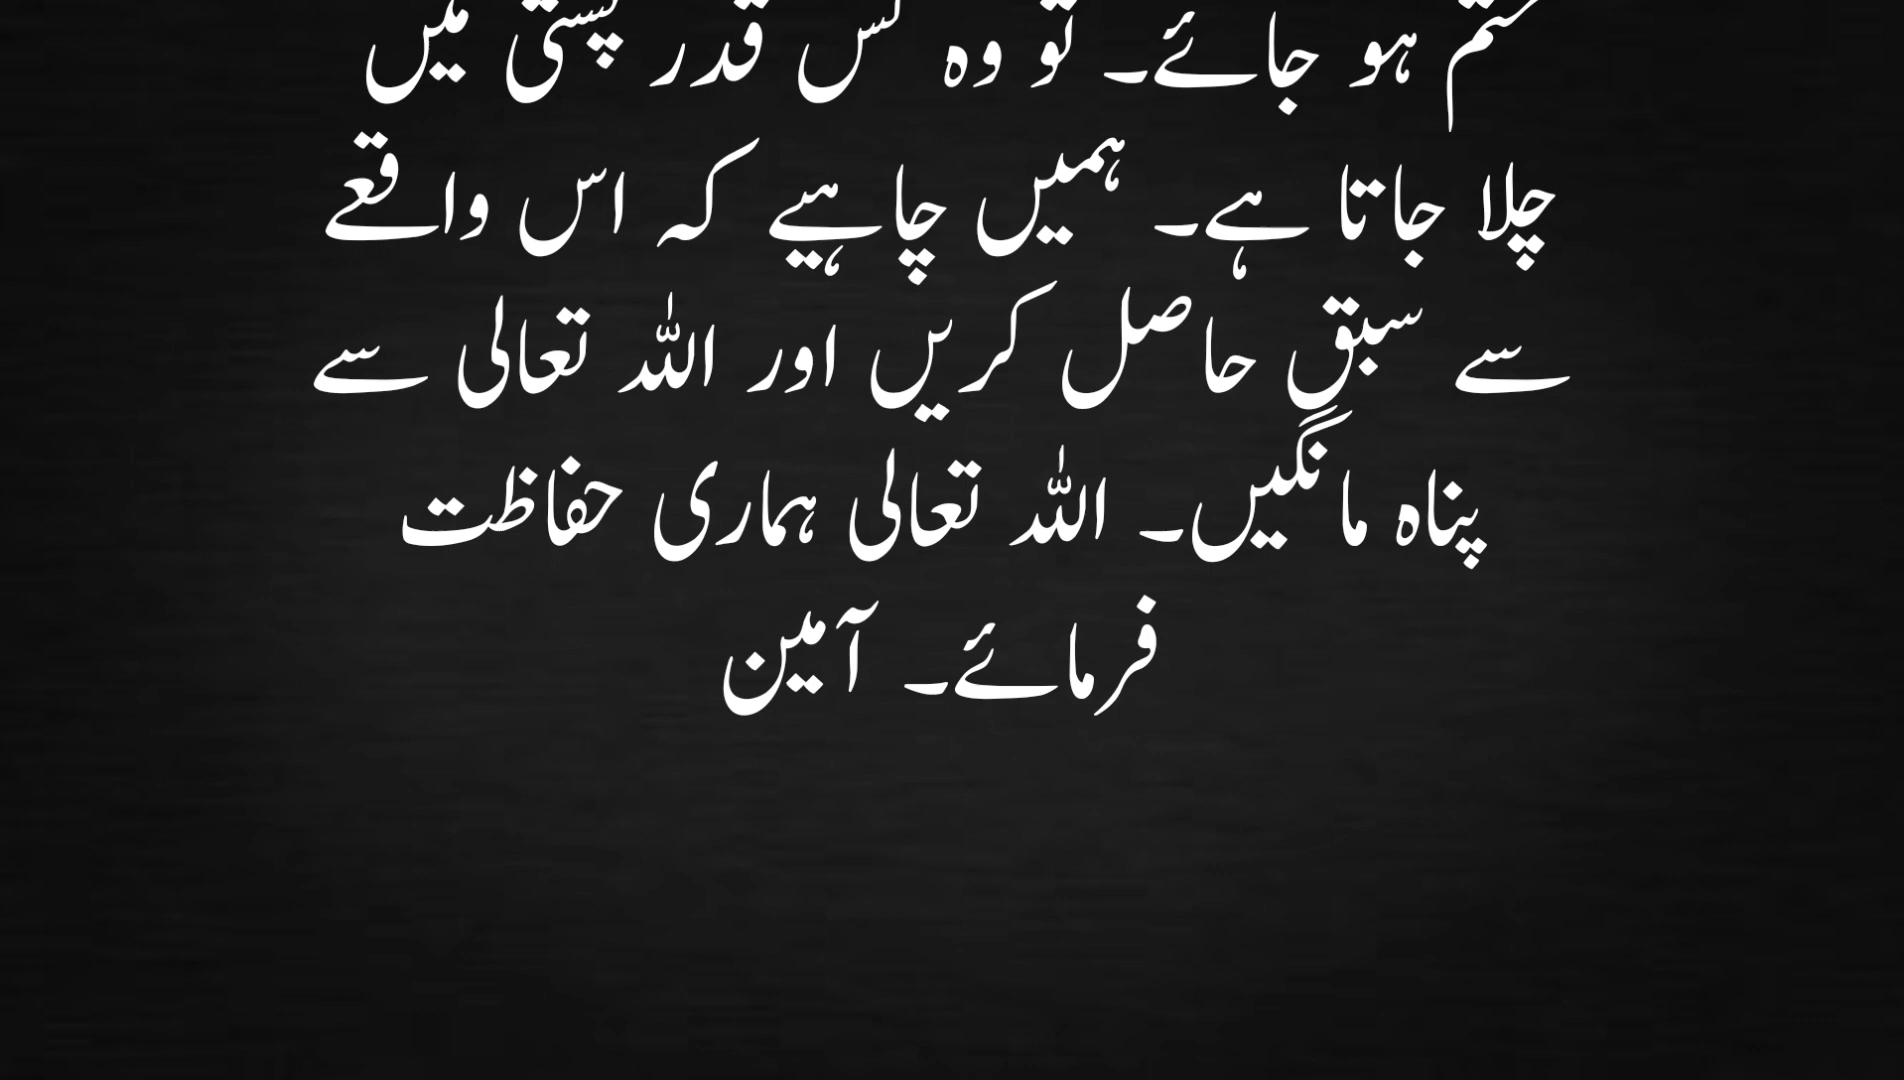 ختم ہو جائے۔ تو وہ کس قدر پستی میں
چلا جاتا ہے۔ ہمیں چاہیے کہ اس واقعے
سے سبق حاصل کریں اور اللہ تعالی سے
پناہ مانگیں۔ اللہ تعالی ہماری حفاظت
فرمائے۔ آمین